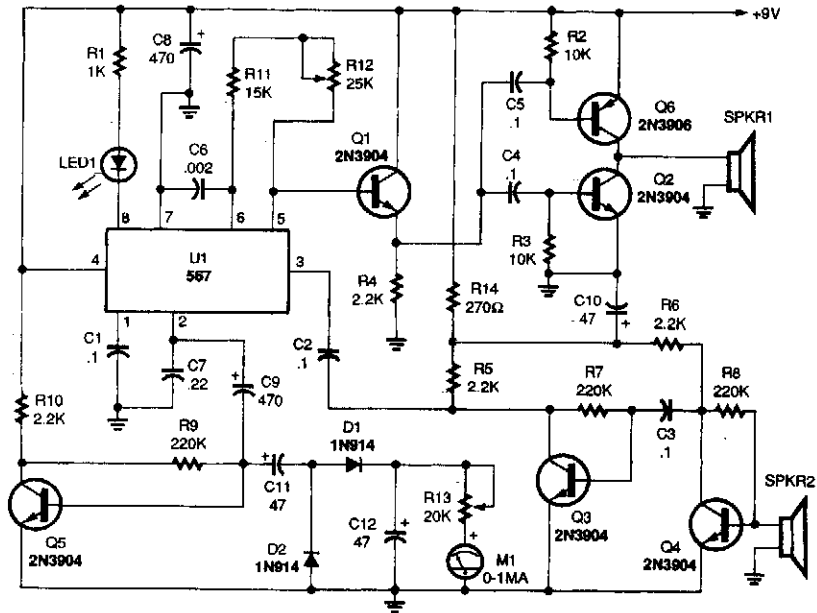 +9V
R1
1K
C8
+
470
R11
15K
R12
25K
R2
10K
C5
.1
Q6
2N3906
SPKR1
LED1
C6
.002
Q1
2N3904
C4
.1
Q2
2N3904
8
7
6
5
4
U1
567
3
R4
2.2K
R3
10K
R14
270Ω
C10
.47
+
R6
2.2K
1
2
C1
.1
C7
.22
+
C9
470
C2
.1
R5
2.2K
R7
220K
R8
220K
C3
.1
R10
2.2K
R9
220K
D1
1N914
+
C11
47
R13
20K
SPKR2
Q5
2N3904
D2
1N914
C12
47
+
+
M1
0-1MA
Q3
2N3904
Q4
2N3904